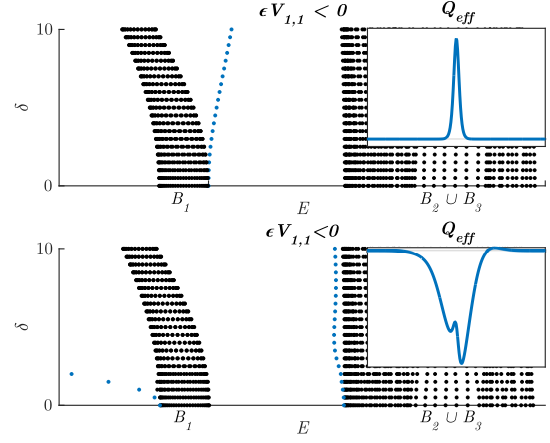 ϵV1,1 < 0 Qeff
10
δ
0
B1 E B2 ∪ B3
ϵV1,1<0 Qeff
10
δ
0
B1 E B2 ∪ B3